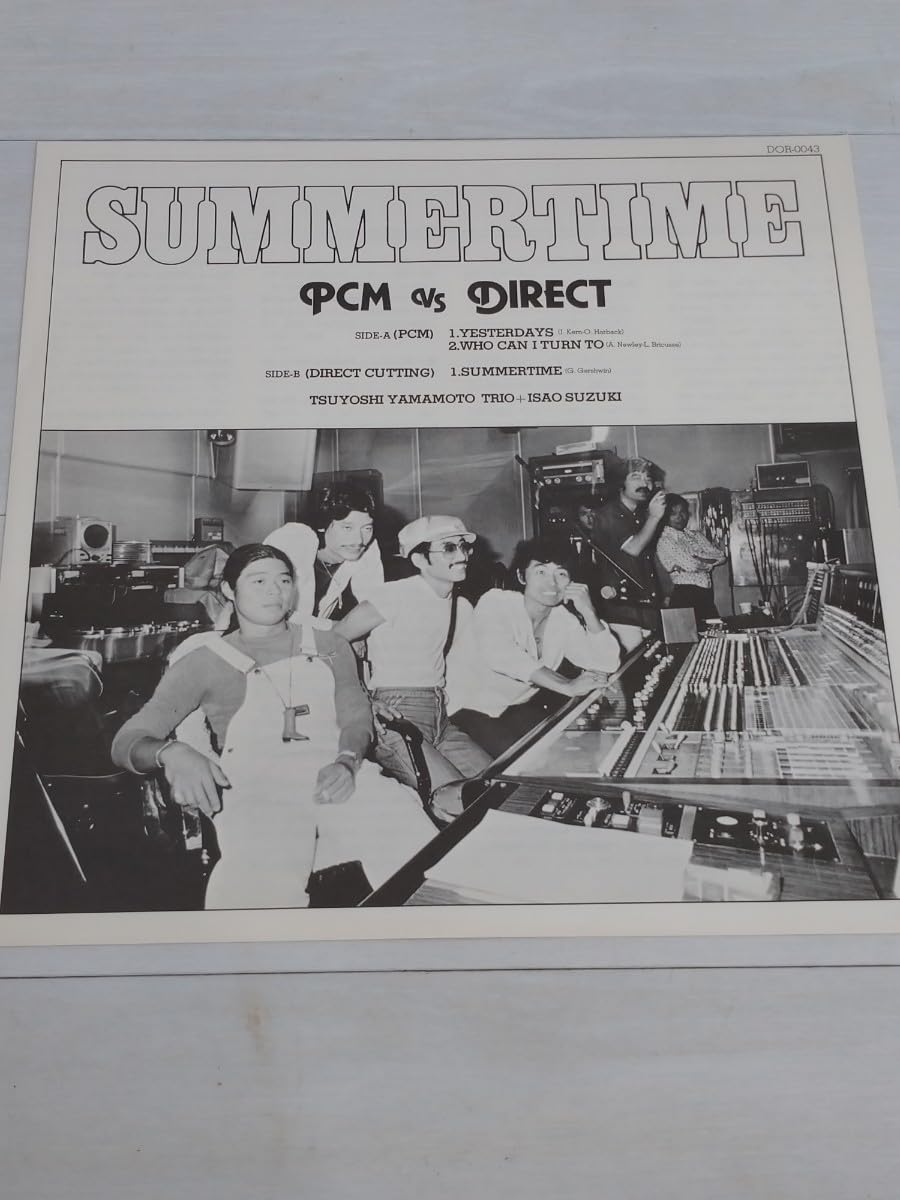 DOR-0043
SUMMERTIME
PCM VS DIRECT
SIDE-A (PCM) 1.YESTERDAYS (J. Kern-O. Harback)
2.WHO CAN I TURN TO (A. Newley-L. Bricusse)
SIDE-B (DIRECT CUTTING) 1.SUMMERTIME (G. Gershwin)
TSUYOSHI YAMAMOTO TRIO+ISAO SUZUKI